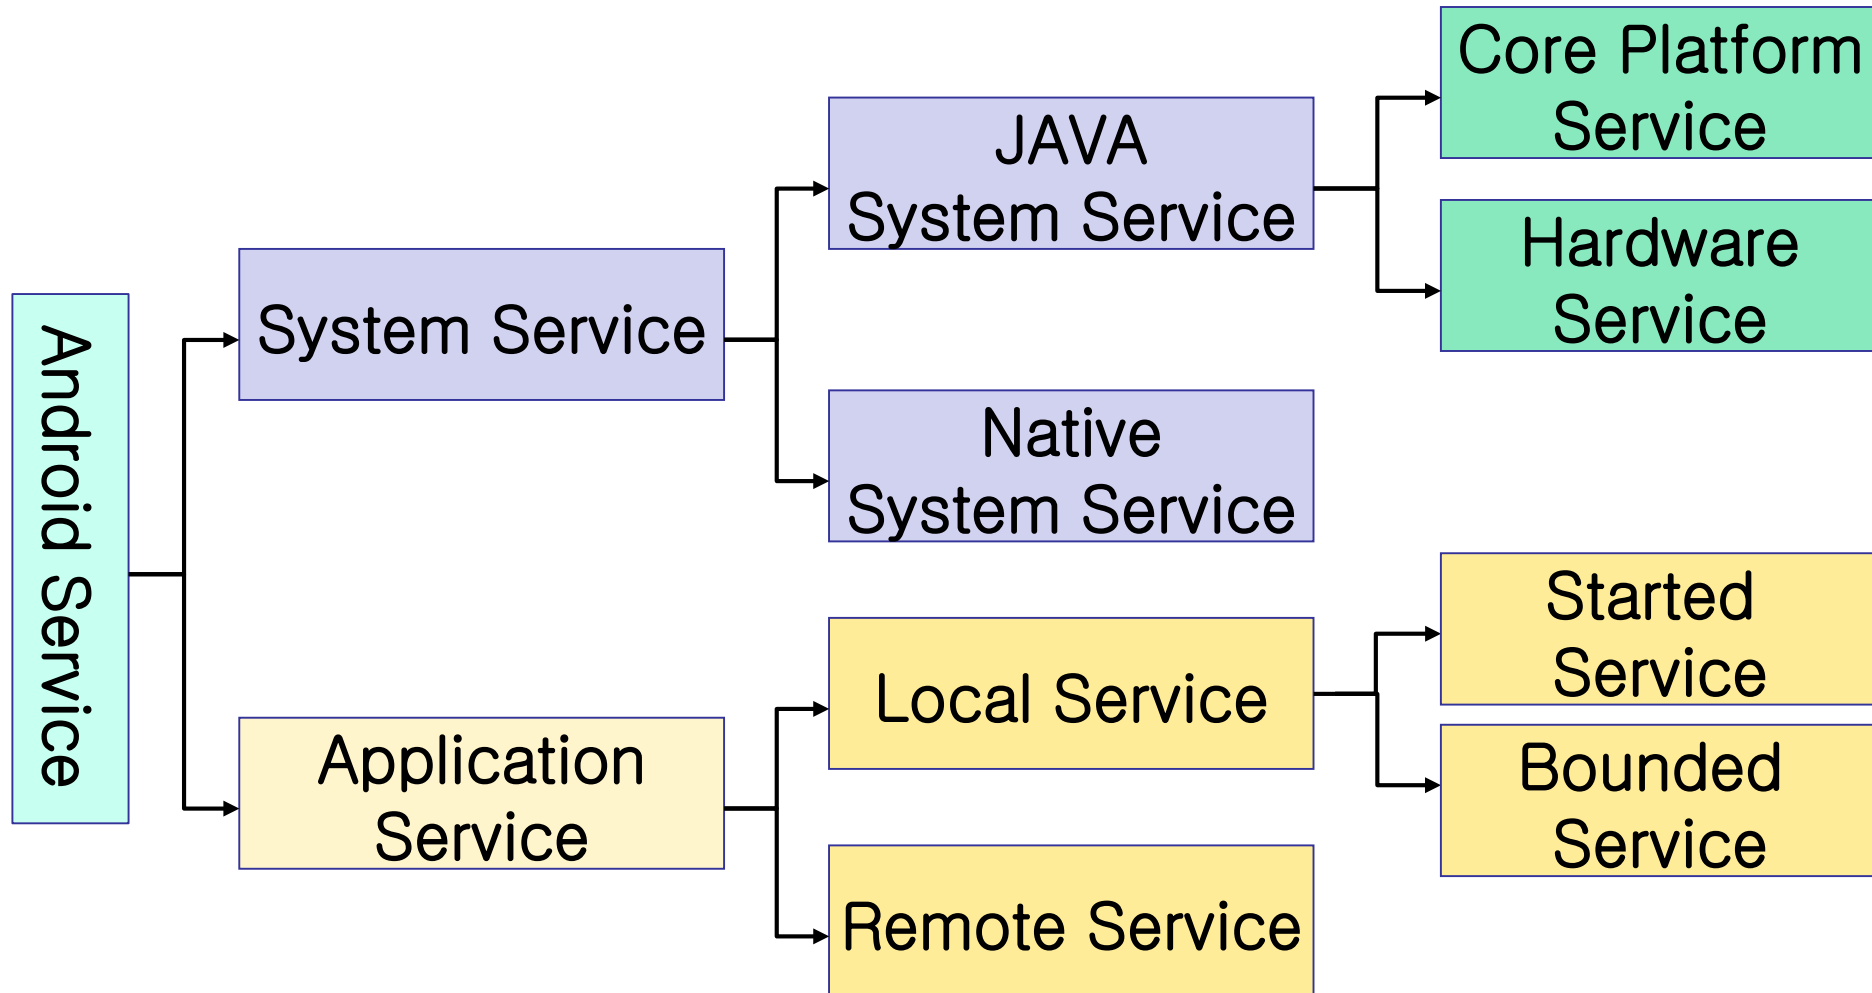 Android Service
System Service
JAVA
System Service
Core Platform
Service
Hardware
Service
Native
System Service
Application
Service
Local Service
Started
Service
Bounded
Service
Remote Service